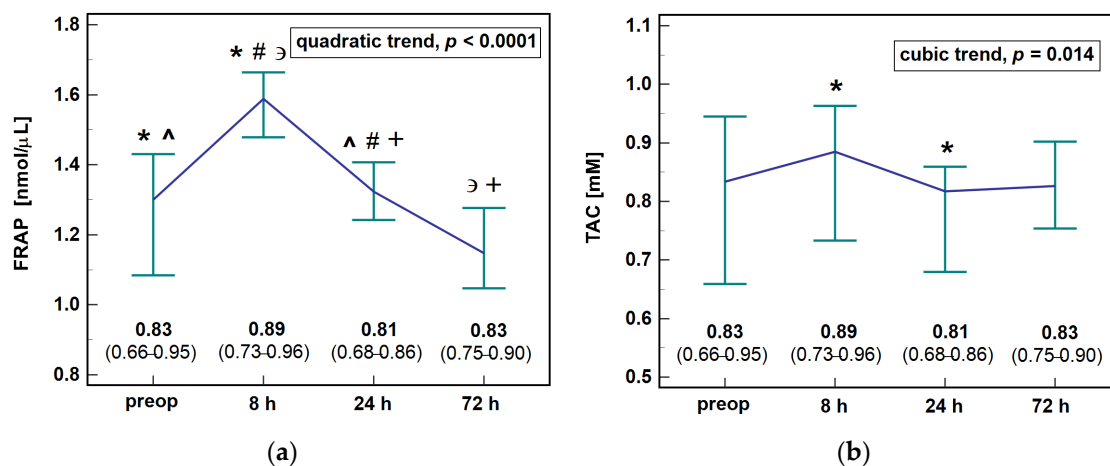 FRAP [nmol/μL]
1.8
1.6
1.4
1.2
1.0
0.8
quadratic trend, p < 0.0001
* # ϶
* ^
^ # +
϶ +
0.83 0.89 0.81 0.83
(0.66–0.95) (0.73–0.96) (0.68–0.86) (0.75–0.90)
preop 8 h 24 h 72 h
(a)
TAC [mM]
1.1
1.0
0.9
0.8
0.7
0.6
0.5
cubic trend, p = 0.014
*
*
0.83 0.89 0.81 0.83
(0.66–0.95) (0.73–0.96) (0.68–0.86) (0.75–0.90)
preop 8 h 24 h 72 h
(b)